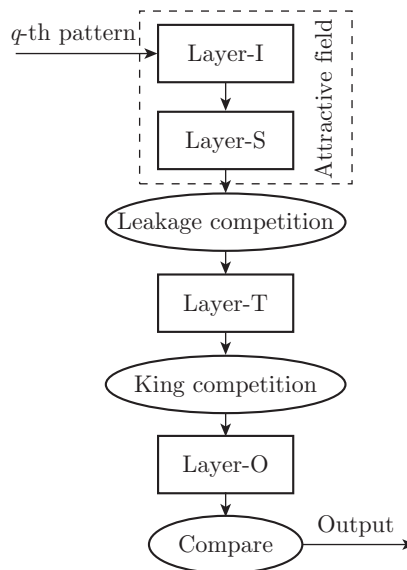 q-th pattern
Layer-I
Attractive field
Layer-S
Leakage competition
Layer-T
King competition
Layer-O
Output
Compare